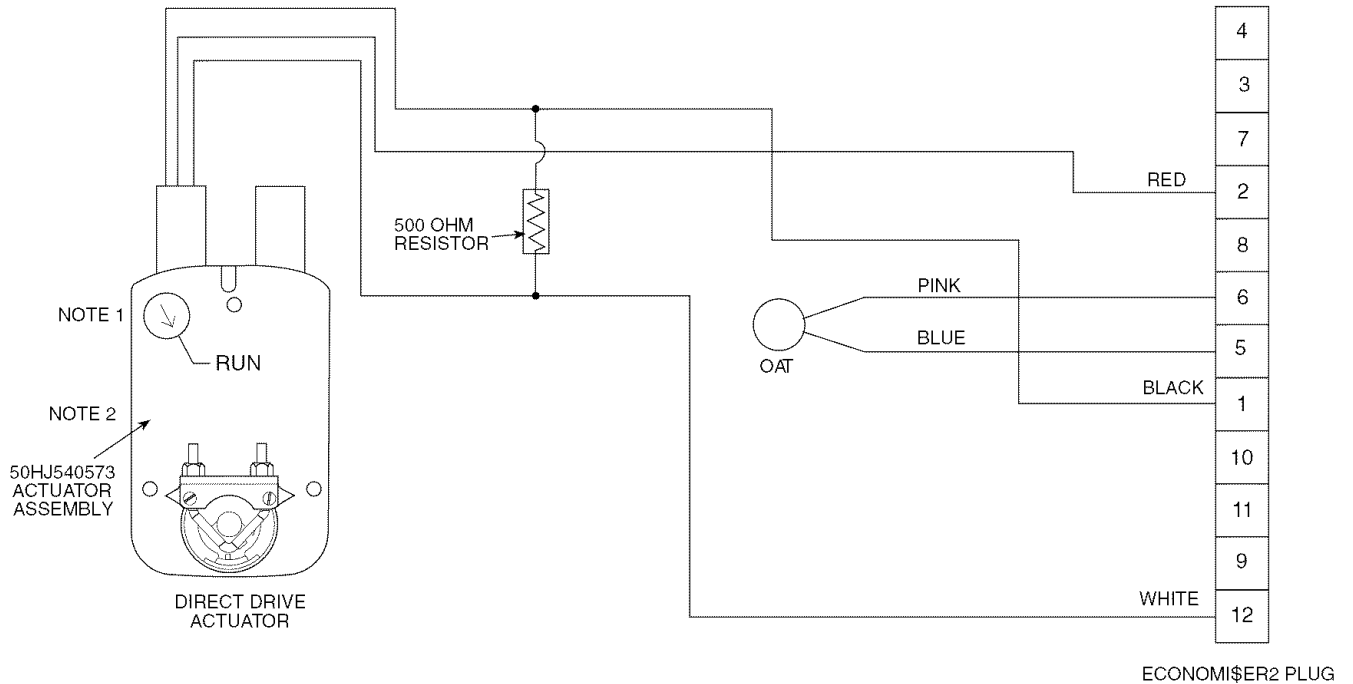 NOTE 1
RUN
NOTE 2
50HJ540573
ACTUATOR
ASSEMBLY
DIRECT DRIVE
ACTUATOR
500 OHM
RESISTOR
OAT
PINK
BLUE
RED
BLACK
WHITE
4
3
7
2
8
6
5
1
10
11
9
12
ECONOMI$ER2 PLUG